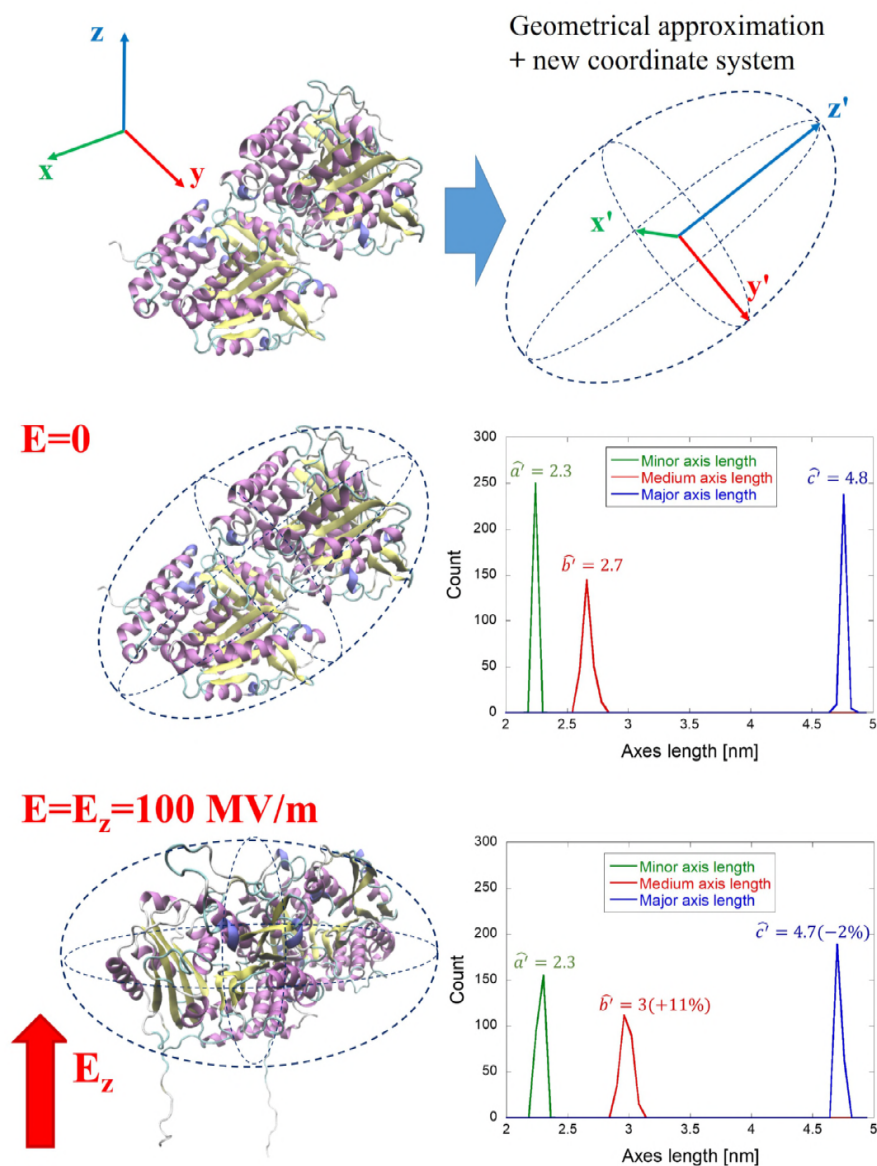 Geometrical approximation
+ new coordinate system
z
x
y
z'
x'
y'
E=0
300
250
200
150
100
50
0
Count
Minor axis length
Medium axis length
Major axis length
â' = 2.3
b̂' = 2.7
ĉ' = 4.8
2 2.5 3 3.5 4 4.5 5
Axes length [nm]
E=E_z=100 MV/m
E_z
300
250
200
150
100
50
0
Count
Minor axis length
Medium axis length
Major axis length
ĉ' = 4.7(−2%)
â' = 2.3
b̂' = 3(+11%)
2 2.5 3 3.5 4 4.5 5
Axes length [nm]